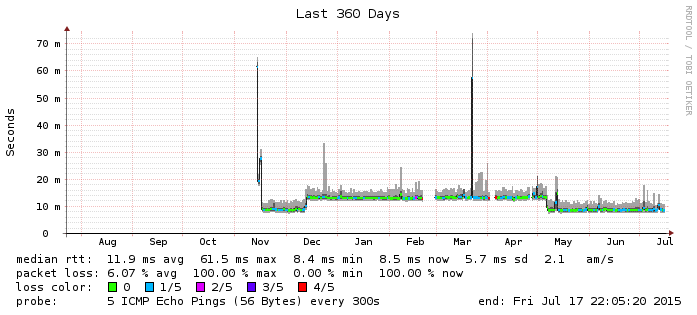 Last 360 Days
RRDTOOL / TOBI OETIKER
Seconds
70 m
60 m
50 m
40 m
30 m
20 m
10 m
0
Aug Sep Oct Nov Dec Jan Feb Mar Apr May Jun Jul
median rtt: 11.9 ms avg 61.5 ms max 8.4 ms min 8.5 ms now 5.7 ms sd 2.1 am/s
packet loss: 6.07 % avg 100.00 % max 0.00 % min 100.00 % now
loss color: 0 1/5 2/5 3/5 4/5
probe: 5 ICMP Echo Pings (56 Bytes) every 300s end: Fri Jul 17 22:05:20 2015